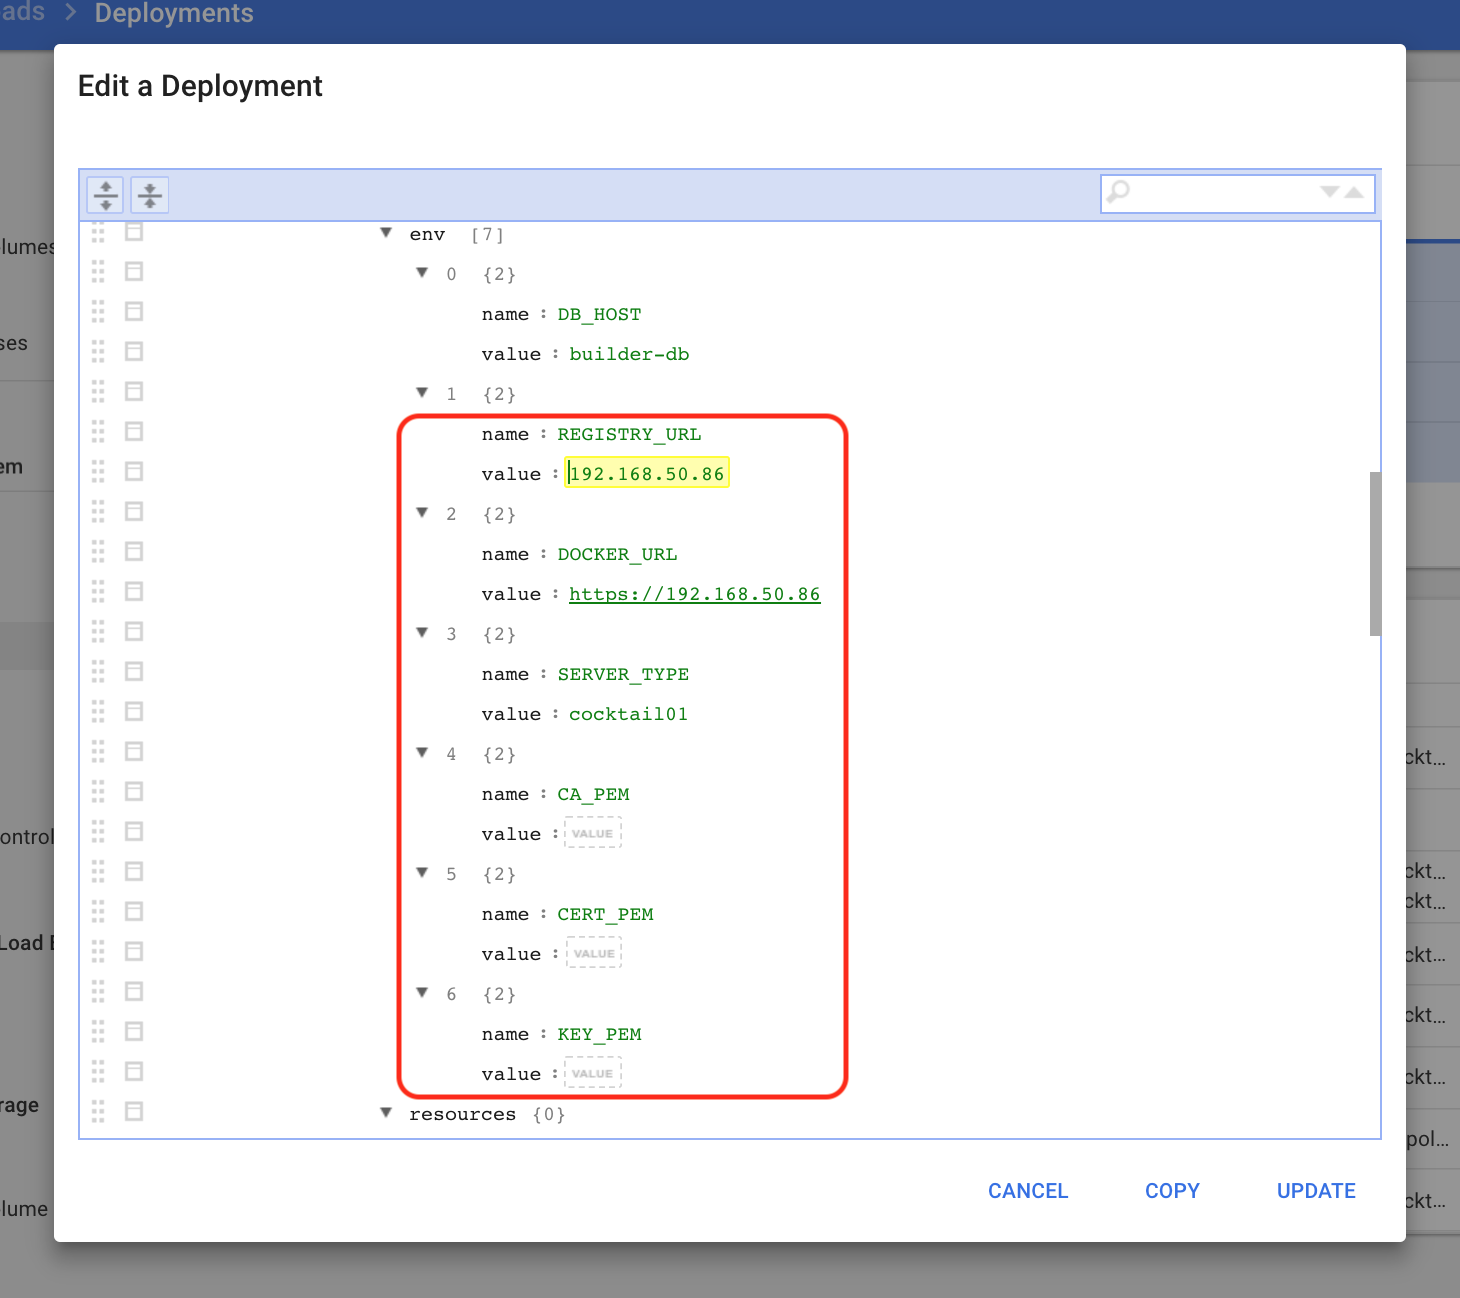 ads > Deployments
Edit a Deployment
env [7]
0 {2}
name : DB_HOST
value : builder-db
1 {2}
name : REGISTRY_URL
value : 192.168.50.86
2 {2}
name : DOCKER_URL
value : https://192.168.50.86
3 {2}
name : SERVER_TYPE
value : cocktail01
4 {2}
name : CA_PEM
value : VALUE
5 {2}
name : CERT_PEM
value : VALUE
6 {2}
name : KEY_PEM
value : VALUE
resources {0}
CANCEL COPY UPDATE
lumes
ses
em
ontrol
Load
rage
lume
ckt...
ckt...
ckt...
ckt...
ckt...
ckt...
pol...
ckt...